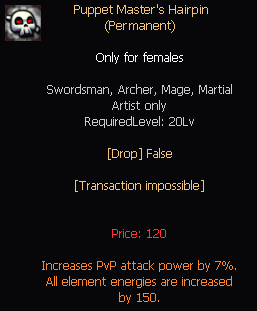 Puppet Master's Hairpin
(Permanent)
Only for females
Swordsman, Archer, Mage, Martial
Artist only
RequiredLevel: 20Lv
[Drop] False
[Transaction impossible]
Price: 120
Increases PvP attack power by 7%.
All element energies are increased
by 150.